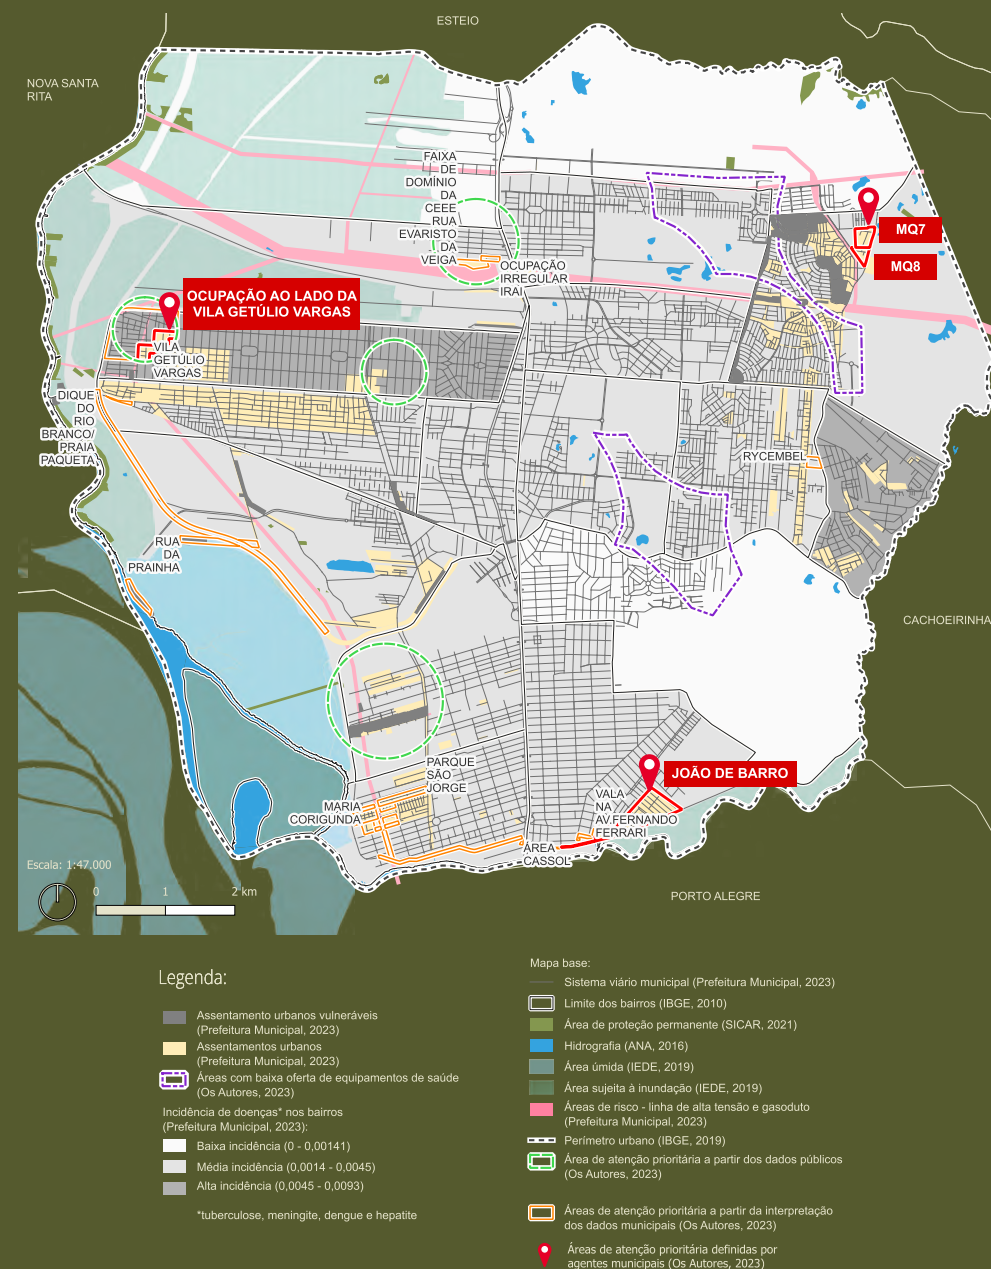 ESTEIO
NOVA SANTA
RITA
FAIXA
DE
DOMÍNIO
DA
CEEE
RUA
EVARISTO
DA
VEIGA
OCUPAÇÃO
IRREGULAR
IRAÍ
MQ7
MQ8
OCUPAÇÃO AO LADO DA
VILA GETÚLIO VARGAS
VILA
GETÚLIO
VARGAS
DIQUE
DO
RIO
BRANCO/
PRAIA
PAQUETÁ
RYCEMBEL
RUA
DA
PRAINHA
CACHOEIRINHA
PARQUE
SÃO
JORGE
MARIA
CORIGUNDA
JOÃO DE BARRO
VALA
NA
AV.FERNANDO
FERRARI
ÁREA
CASSOL
PORTO ALEGRE
Escala: 1:47.000
0 1 2 km
Legenda:
Assentamento urbanos vulneráveis
(Prefeitura Municipal, 2023)
Assentamentos urbanos
(Prefeitura Municipal, 2023)
Áreas com baixa oferta de equipamentos de saúde
(Os Autores, 2023)
Incidência de doenças* nos bairros
(Prefeitura Municipal, 2023):
Baixa incidência (0 - 0,00141)
Média incidência (0,0014 - 0,0045)
Alta incidência (0,0045 - 0,0093)
*tuberculose, meningite, dengue e hepatite
Mapa base:
Sistema viário municipal (Prefeitura Municipal, 2023)
Limite dos bairros (IBGE, 2010)
Área de proteção permanente (SICAR, 2021)
Hidrografia (ANA, 2016)
Área úmida (IEDE, 2019)
Área sujeita à inundação (IEDE, 2019)
Áreas de risco - linha de alta tensão e gasoduto
(Prefeitura Municipal, 2023)
Perímetro urbano (IBGE, 2019)
Área de atenção prioritária a partir dos dados públicos
(Os Autores, 2023)
Áreas de atenção prioritária a partir da interpretação
dos dados municipais (Os Autores, 2023)
Áreas de atenção prioritária definidas por
agentes municipais (Os Autores, 2023)